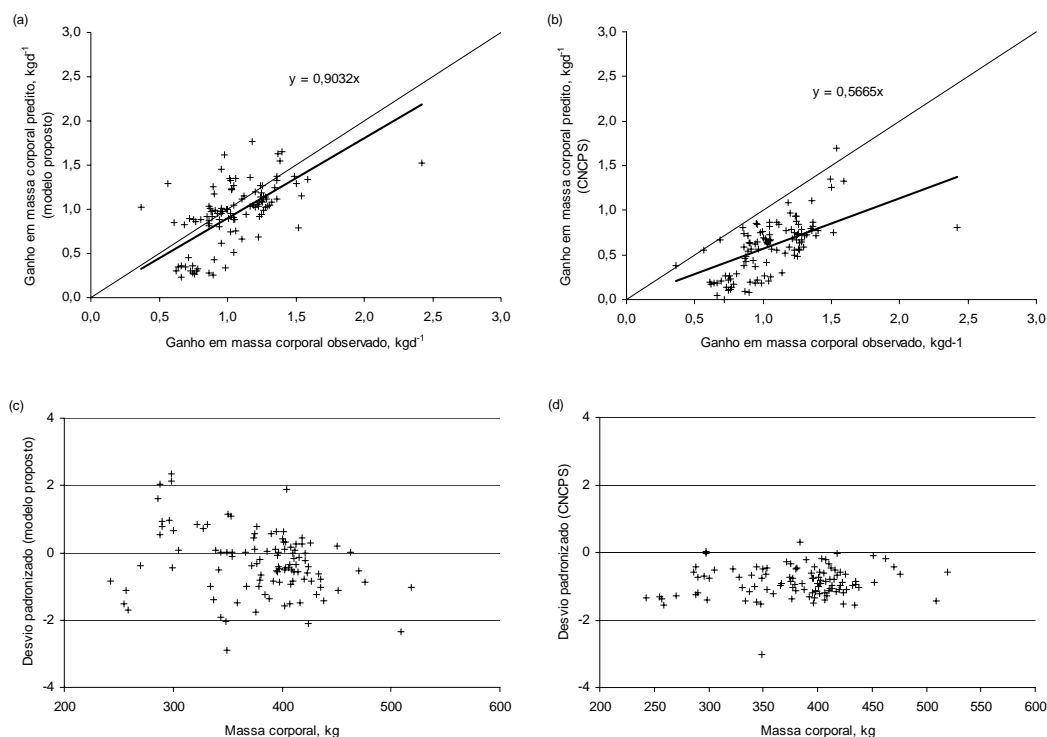 (a)
Ganho em massa corporal predito, kgd-1
(modelo proposto)
3,0
2,5
2,0
1,5
1,0
0,5
0,0
y = 0,9032x
0,0 0,5 1,0 1,5 2,0 2,5 3,0
Ganho em massa corporal observado, kgd-1
(b)
Ganho em massa corporal predito, kgd-1
(CNCPS)
3,0
2,5
2,0
1,5
1,0
0,5
0,0
y = 0,5665x
0,0 0,5 1,0 1,5 2,0 2,5 3,0
Ganho em massa corporal observado, kgd-1
(c)
Desvio padronizado (modelo proposto)
4
2
0
-2
-4
200 300 400 500 600
Massa corporal, kg
(d)
Desvio padronizado (CNCPS)
4
2
0
-2
-4
200 250 300 350 400 450 500 550 600
Massa corporal, kg